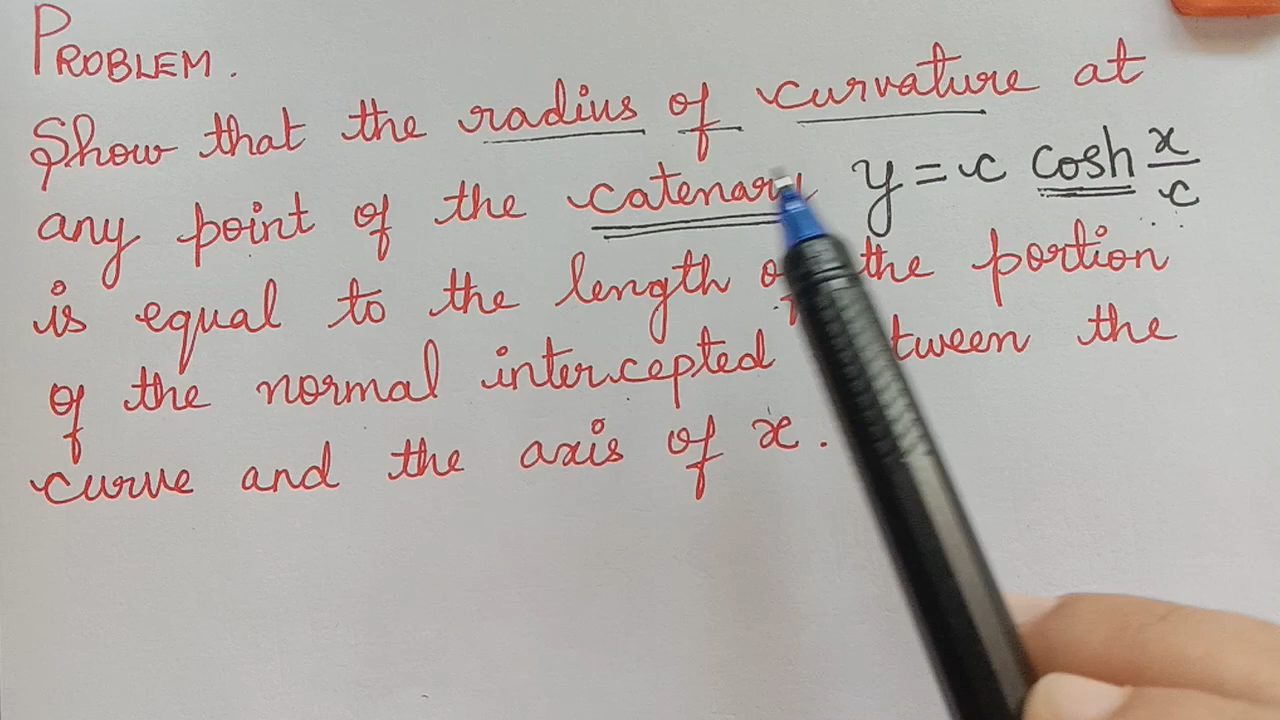 PROBLEM.
Show that the radius of curvature at
any point of the catenary y = c cosh x/c
is equal to the length the portion
of the normal intercepted the
curve and the axis of x.